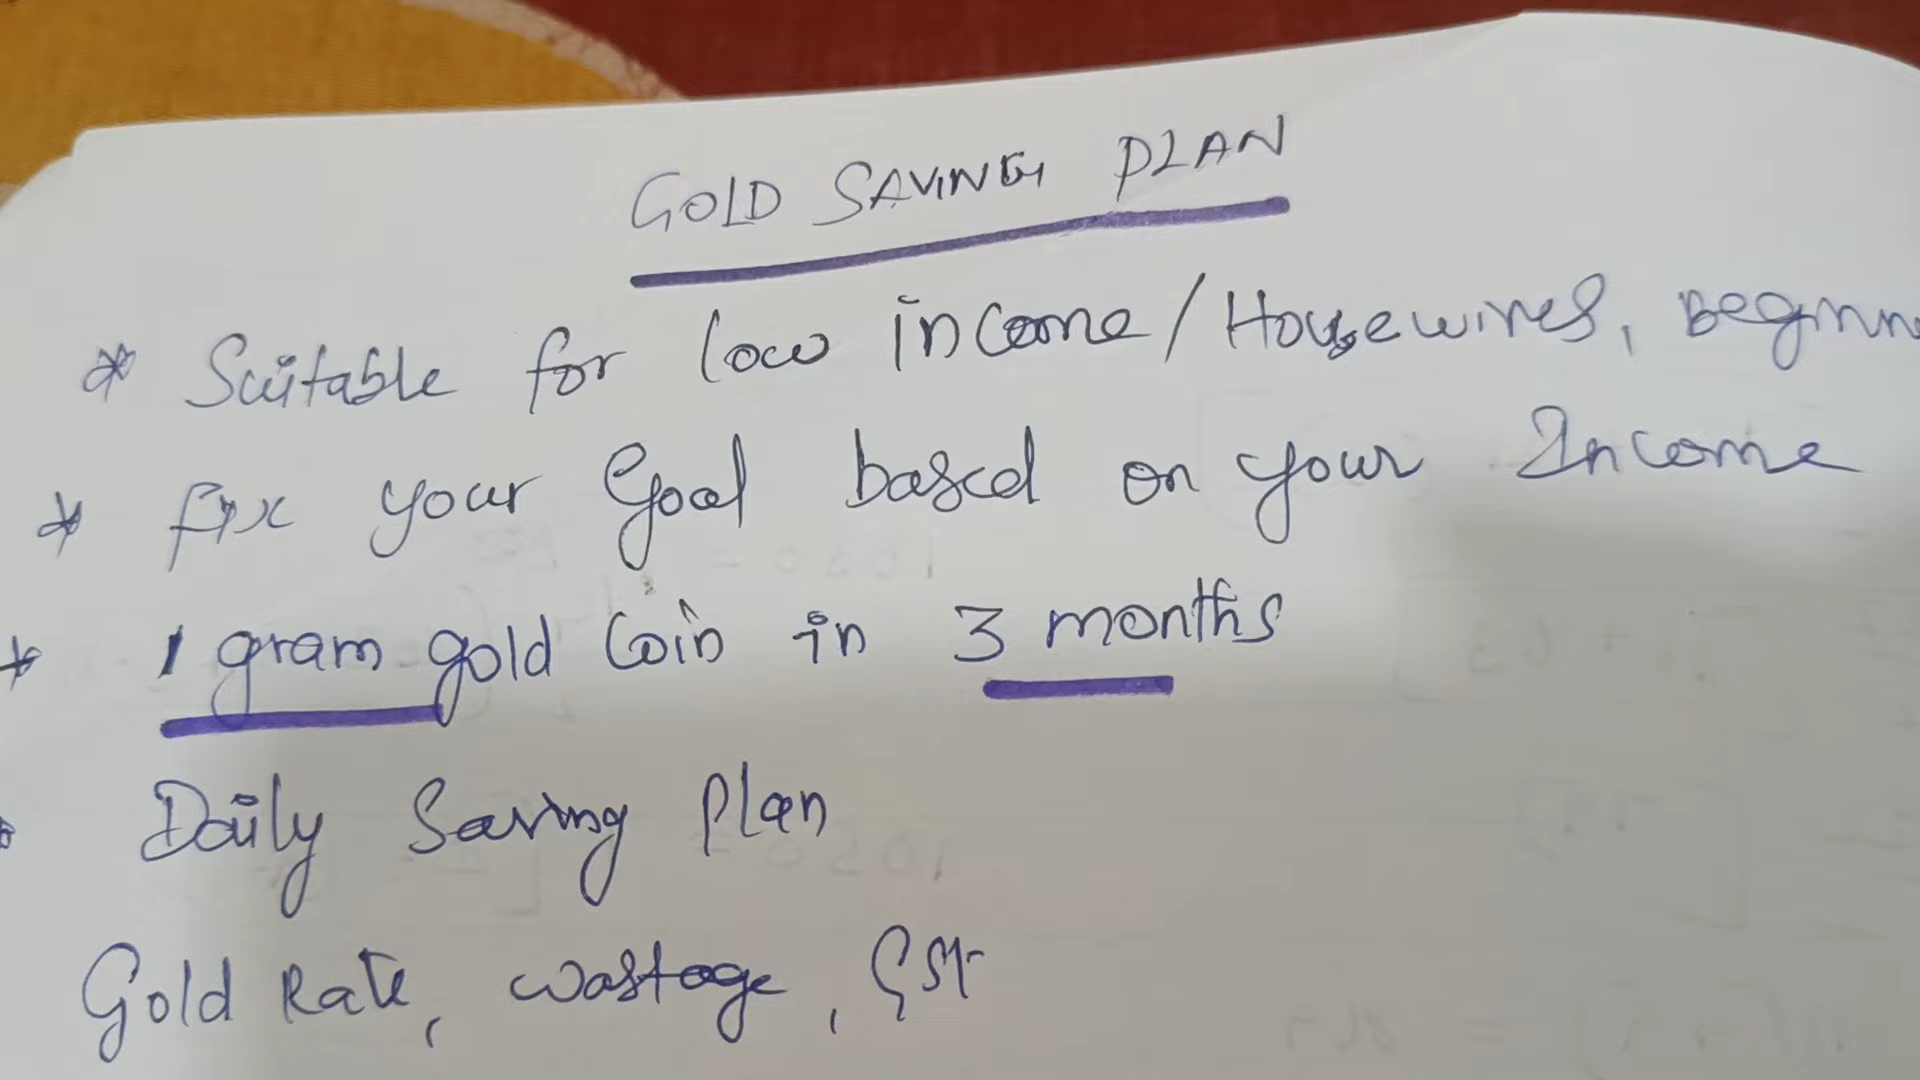 GOLD SAVING PLAN
* Suitable for low income/Housewives, Beginn
* Fix your Goal based on your Income
* 1 gram gold Coin in 3 months
* Daily Saving Plan
Gold Rate, wastage, GST